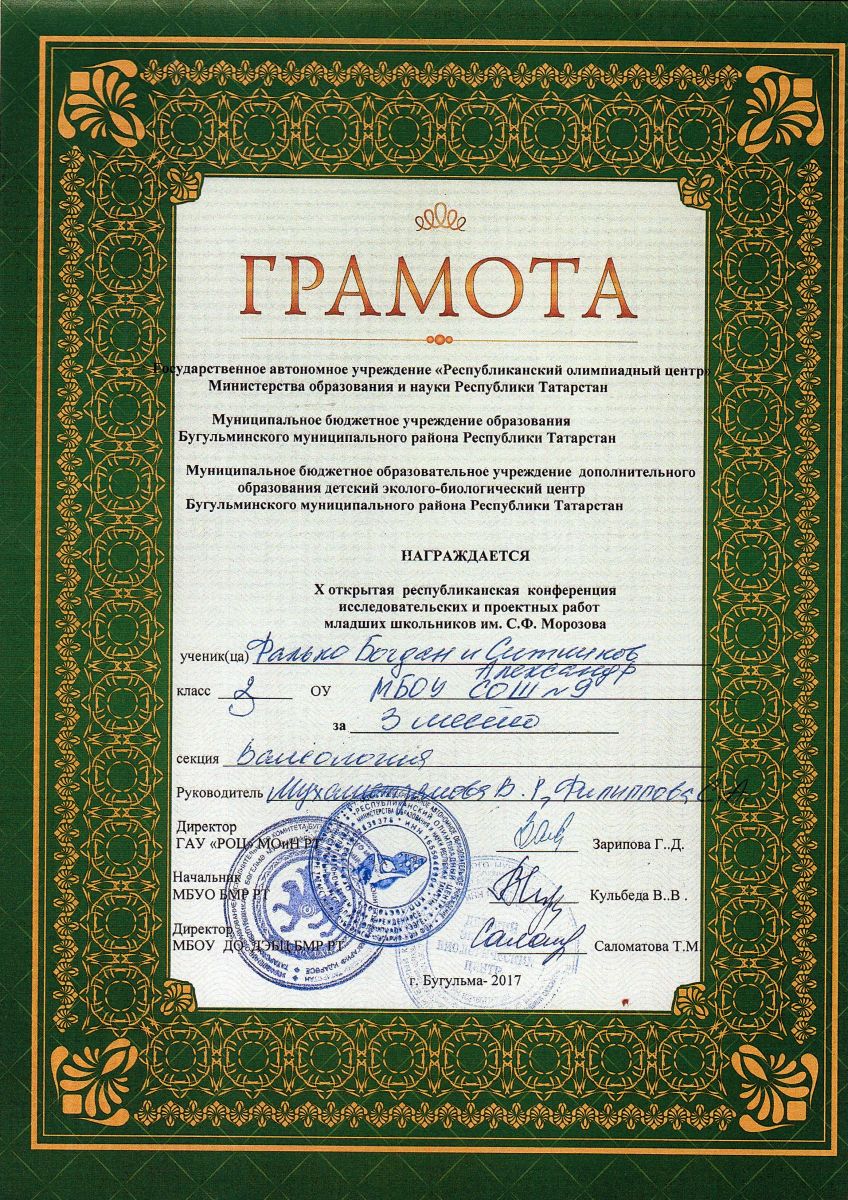 ГРАМОТА
Государственное автономное учреждение «Республиканский олимпиадный центр»
Министерства образования и науки Республики Татарстан
Муниципальное бюджетное учреждение образования
Бугульминского муниципального района Республики Татарстан
Муниципальное бюджетное образовательное учреждение дополнительного
образования детский эколого-биологический центр
Бугульминского муниципального района Республики Татарстан
НАГРАЖДАЕТСЯ
X открытая республиканская конференция
исследовательских и проектных работ
младших школьников им. С.Ф. Морозова
ученик(ца) Фалько Богдан и Ситников
Александр
класс 2 ОУ МБОУ СОШ №9
за 3 место
секция Валеология
Руководитель В.Р, Филиппова
Директор
ГАУ «РОЦ» МОиН РТ Зарипова Г..Д.
Начальник
МБУО БМР РТ Кульбеда В..В .
Директор
МБОУ ДО ДЭБЦ БМР РТ Саломатова Т.М.
г. Бугульма- 2017